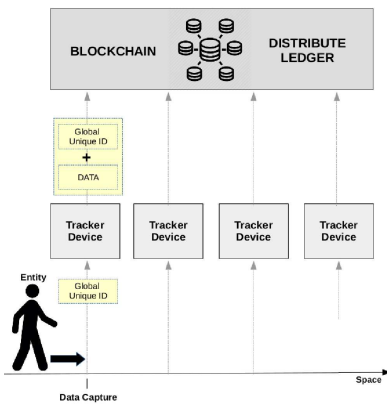 BLOCKCHAIN
DISTRIBUTE
LEDGER
Global
Unique ID
+
DATA
Tracker
Device
Tracker
Device
Tracker
Device
Tracker
Device
Entity
Global
Unique ID
Space
Data Capture